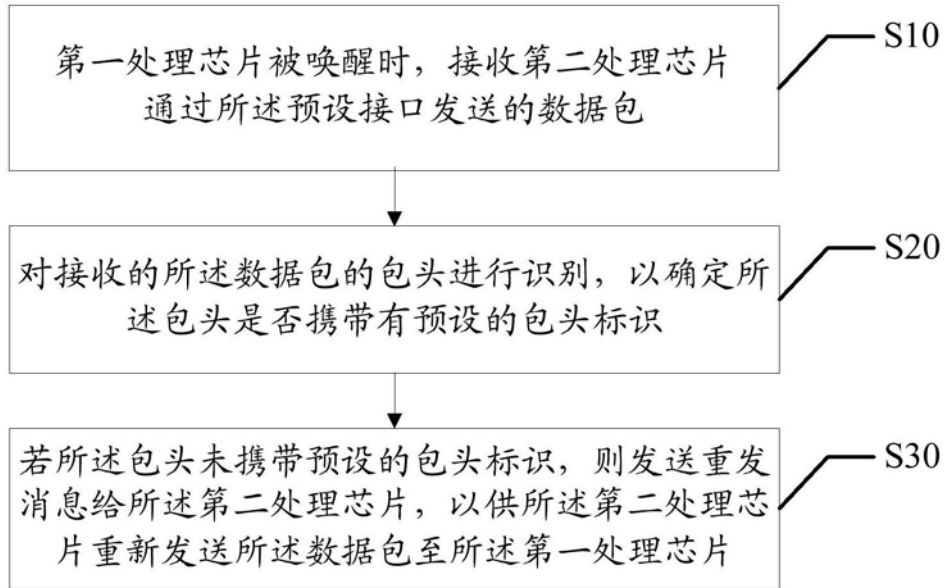 第一处理芯片被唤醒时，接收第二处理芯片
通过所述预设接口发送的数据包
S10
对接收的所述数据包的包头进行识别，以确定所
述包头是否携带有预设的包头标识
S20
若所述包头未携带预设的包头标识，则发送重发
消息给所述第二处理芯片，以供所述第二处理芯
片重新发送所述数据包至所述第一处理芯片
S30